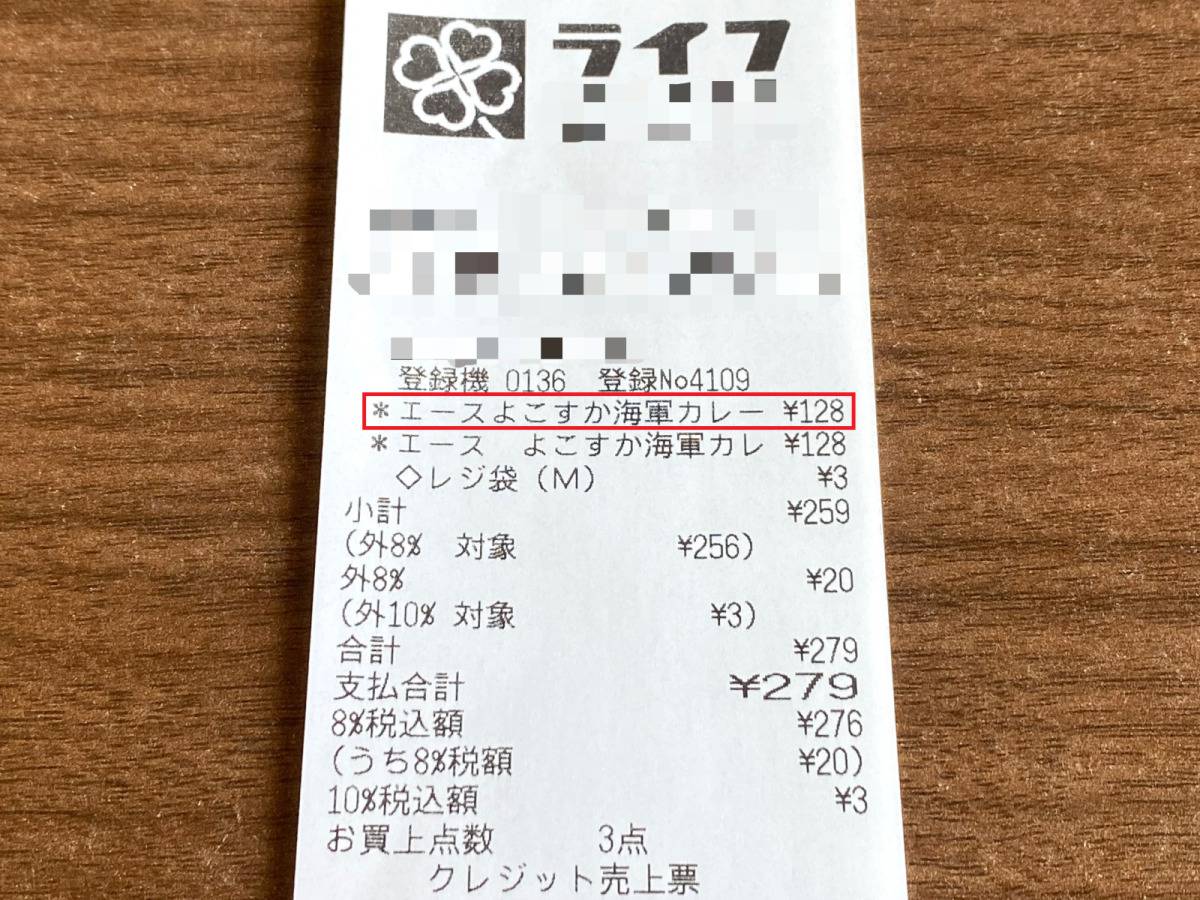 ライフ
登録機 0136 登録No4109
＊エースよこすか海軍カレー ¥128
＊エース よこすか海軍カレ ¥128
◇レジ袋（M） ¥3
小計 ¥259
（外8% 対象 ¥256）
外8% ¥20
（外10% 対象 ¥3）
合計 ¥279
支払合計 ¥279
8%税込額 ¥276
（うち8%税額 ¥20）
10%税込額 ¥3
お買上点数 3点
クレジット売上票